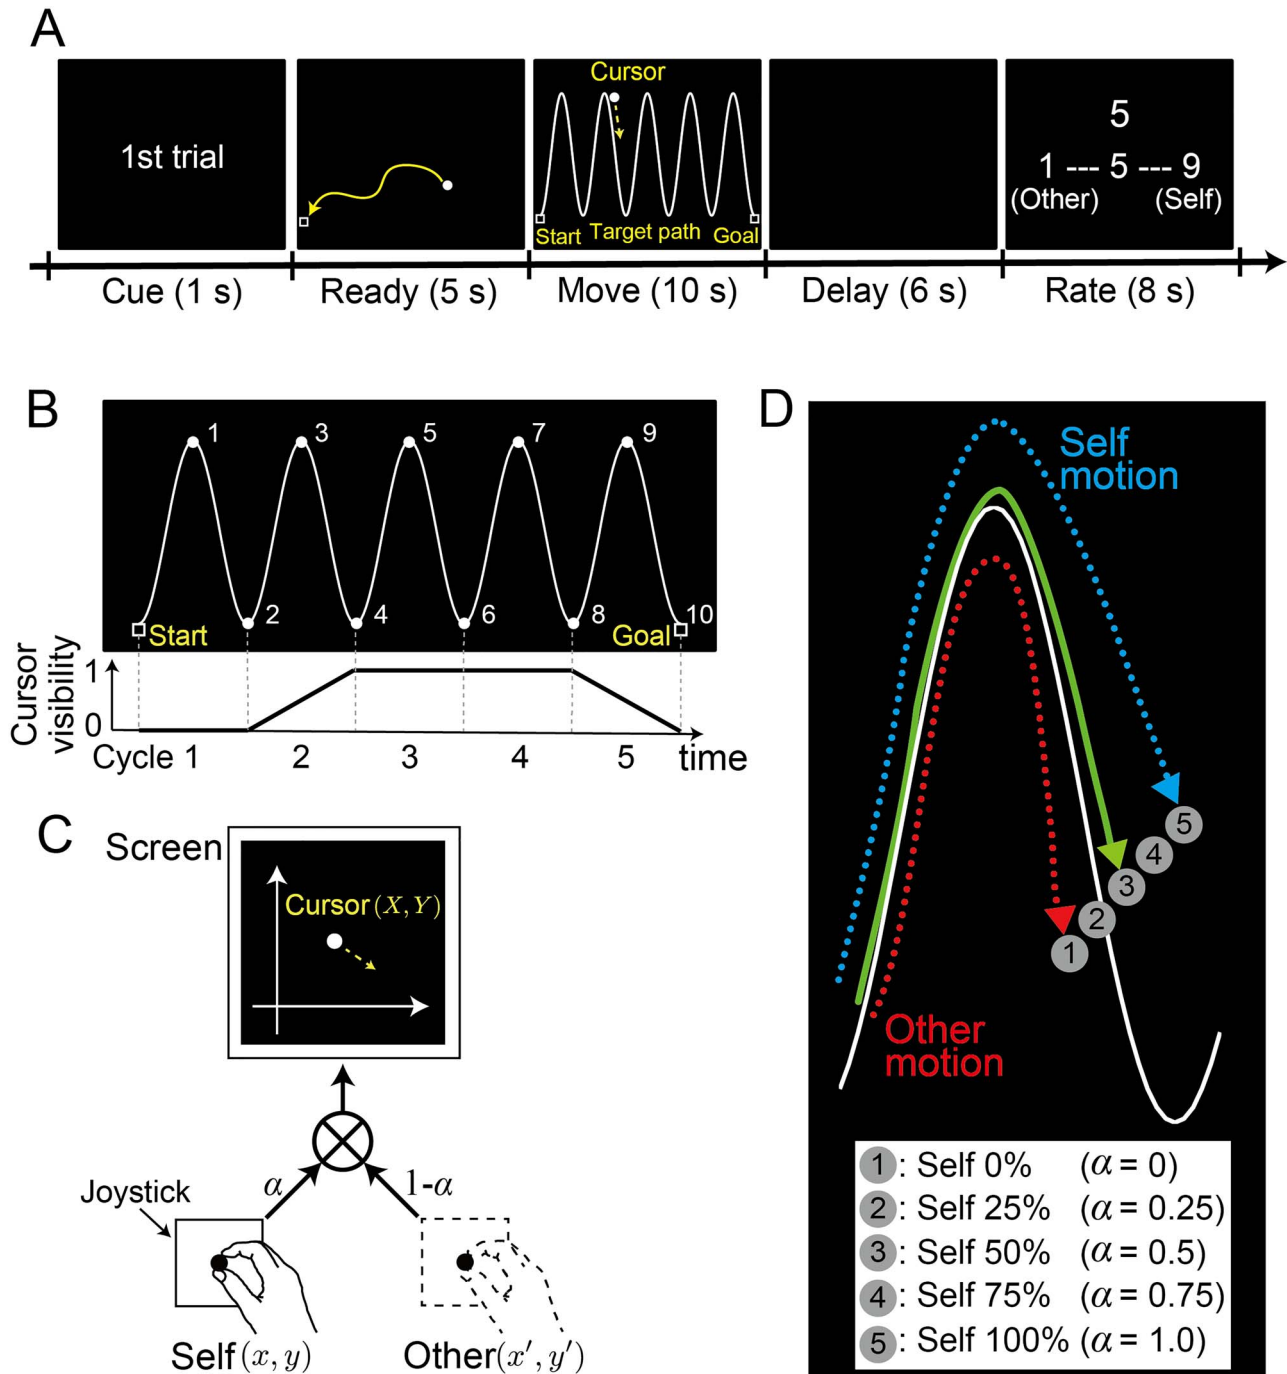 A
1st trial
Cursor
Start Target path Goal
5
1 --- 5 --- 9
(Other) (Self)
Cue (1 s) Ready (5 s) Move (10 s) Delay (6 s) Rate (8 s)
B
1 3 5 7 9
2 4 6 8 10
Start Goal
Cursor
visibility
1
0
Cycle 1 2 3 4 5 time
C
Screen
Cursor (X, Y)
α 1-α
Joystick
Self (x, y) Other (x′, y′)
D
Self
motion
5
4
3
2
1
Other
motion
1 : Self 0% (α = 0)
2 : Self 25% (α = 0.25)
3 : Self 50% (α = 0.5)
4 : Self 75% (α = 0.75)
5 : Self 100% (α = 1.0)